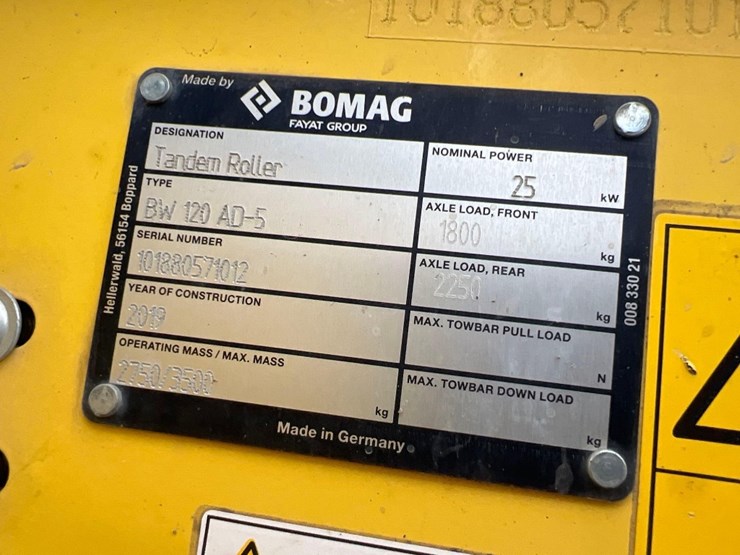 10188057101
Made by BOMAG
FAYAT GROUP
DESIGNATION
Tandem Roller
TYPE
BW 120 AD-5
SERIAL NUMBER
101880571012
YEAR OF CONSTRUCTION
2019
OPERATING MASS / MAX. MASS
2750/3500 kg
NOMINAL POWER
25 kW
AXLE LOAD, FRONT
1800 kg
AXLE LOAD, REAR
2250 kg
MAX. TOWBAR PULL LOAD
N
MAX. TOWBAR DOWN LOAD
kg
Made in Germany
Hellerwald, 56154 Boppard
008 330 21